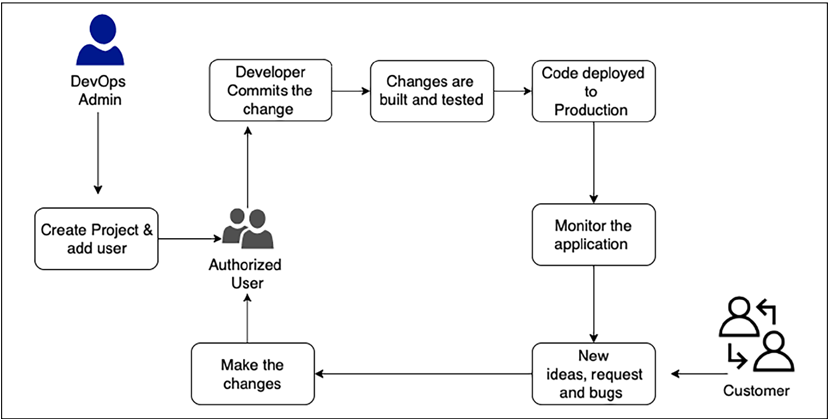 DevOps
Admin
Developer
Commits the
change
Changes are
built and tested
Code deployed
to
Production
Create Project &
add user
Authorized
User
Monitor the
application
Make the
changes
New
ideas, request
and bugs
Customer